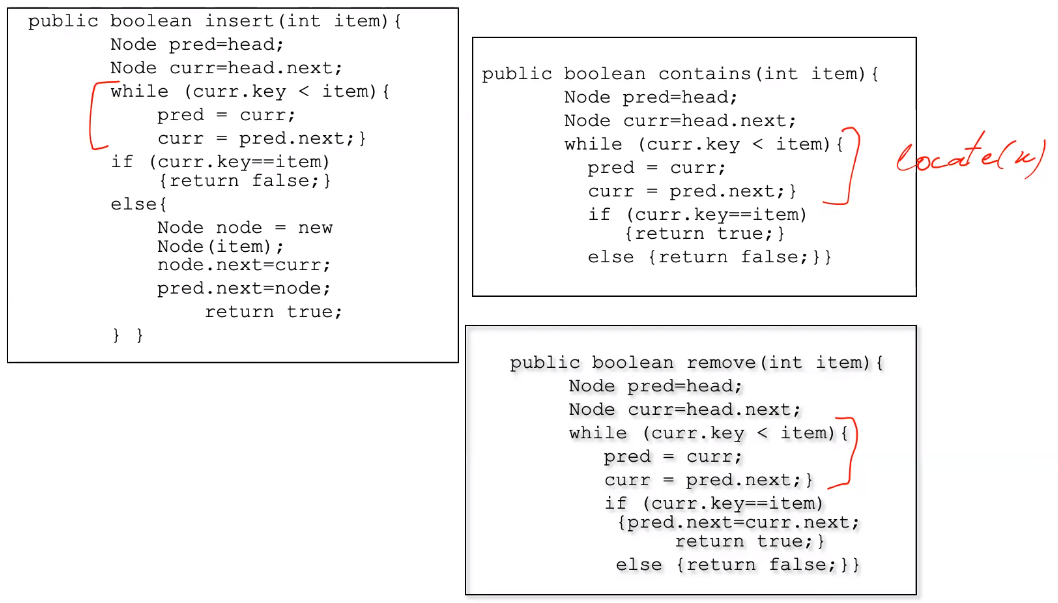 public boolean insert(int item){
Node pred=head;
Node curr=head.next;
while (curr.key < item){
pred = curr;
curr = pred.next;}
if (curr.key==item)
{return false;}
else{
Node node = new
Node(item);
node.next=curr;
pred.next=node;
return true;
} }
public boolean contains(int item){
Node pred=head;
Node curr=head.next;
while (curr.key < item){
pred = curr;
curr = pred.next;}
if (curr.key==item)
{return true;}
else {return false;}}
locate(x)
public boolean remove(int item){
Node pred=head;
Node curr=head.next;
while (curr.key < item){
pred = curr;
curr = pred.next;}
if (curr.key==item)
{pred.next=curr.next;
return true;}
else {return false;}}